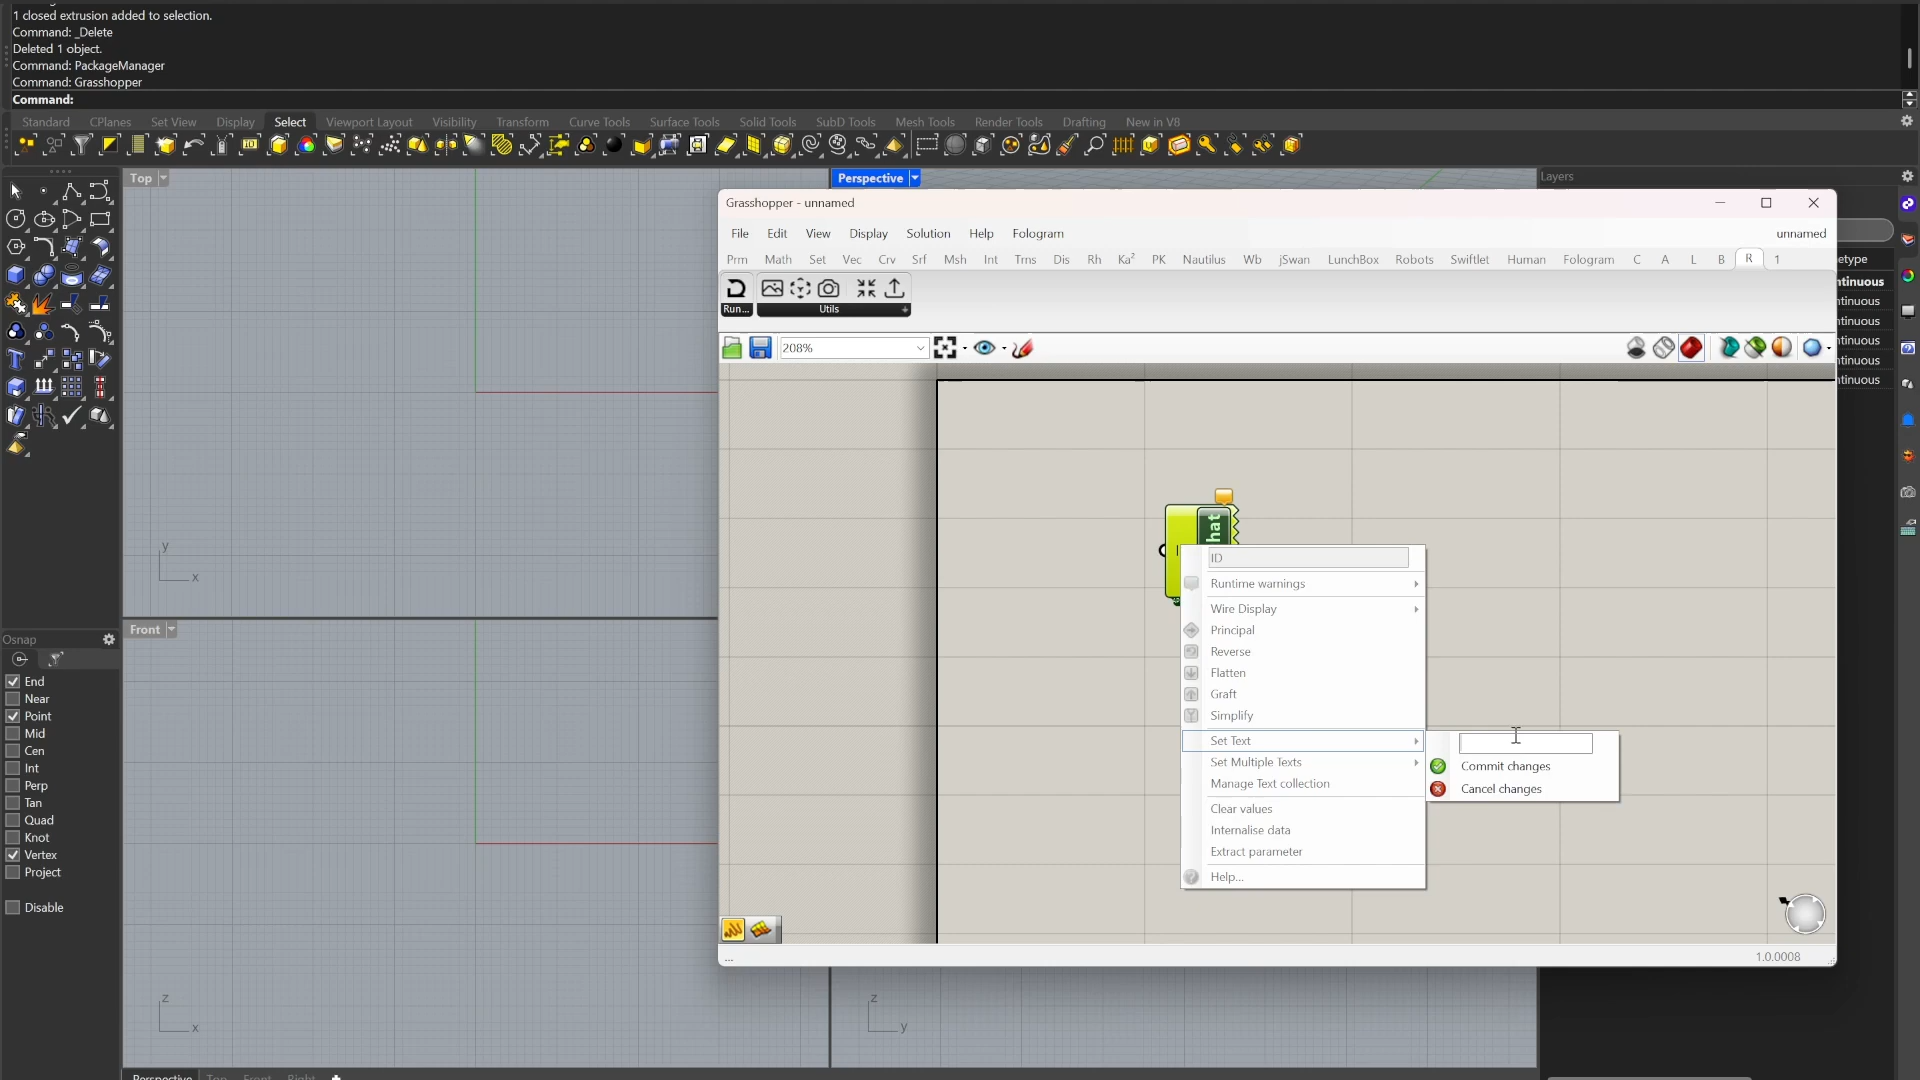 1 closed extrusion added to selection.
Command: _Delete
Deleted 1 object.
Command: PackageManager
Command: Grasshopper
Command:
Standard CPlanes Set View Display Select Viewport Layout Visibility Transform Curve Tools Surface Tools Solid Tools SubD Tools Mesh Tools Render Tools Drafting New in V8
Top
Perspective
Layers
Grasshopper - unnamed
File Edit View Display Solution Help Fologram
unnamed
Prm Math Set Vec Crv Srf Msh Int Trns Dis Rh Ka² PK Nautilus Wb jSwan LunchBox Robots Swiftlet Human Fologram C A L B R 1
etype
ntinuous
ntinuous
ntinuous
ntinuous
ntinuous
ntinuous
Run...
Utils
208%
hat
ID
Runtime warnings
Wire Display
Principal
Reverse
Flatten
Graft
Simplify
Set Text
Set Multiple Texts
Manage Text collection
Clear values
Internalise data
Extract parameter
Help...
Commit changes
Cancel changes
y
x
Front
Osnap
End
Near
Point
Mid
Cen
Int
Perp
Tan
Quad
Knot
Vertex
Project
Disable
...
1.0.0008
z
x
z
y
Perspective Top Front Right